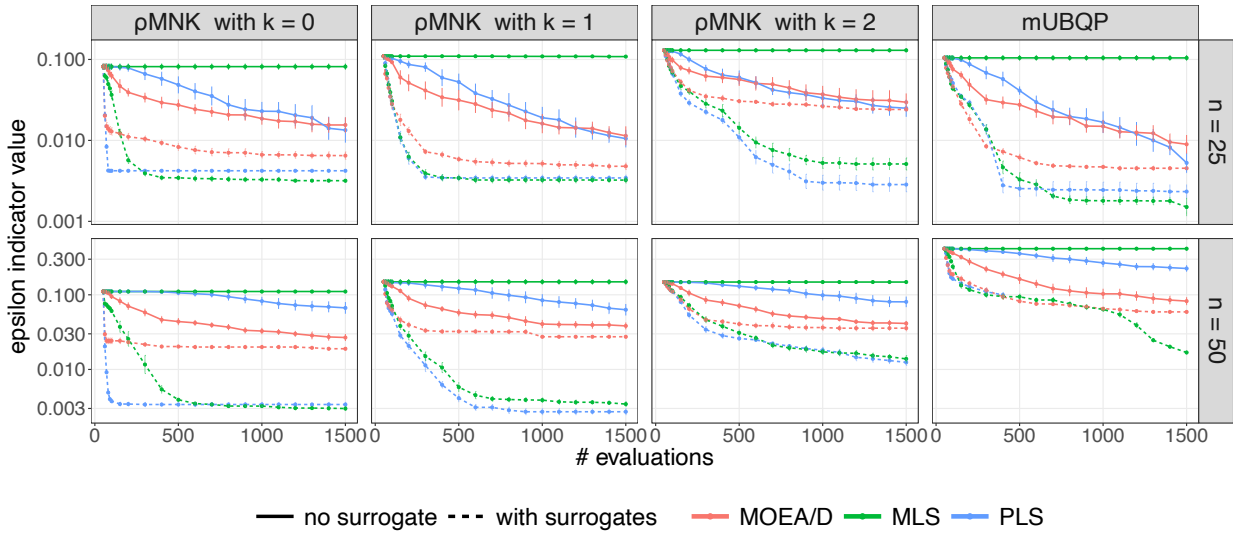 ρMNK with k = 0
ρMNK with k = 1
ρMNK with k = 2
mUBQP
epsilon indicator value
0.100
0.010
0.001
n = 25
0.300
0.100
0.030
0.010
0.003
n = 50
0 500 1000 1500
0 500 1000 1500
0 500 1000 1500
0 500 1000 1500
# evaluations
no surrogate with surrogates MOEA/D MLS PLS